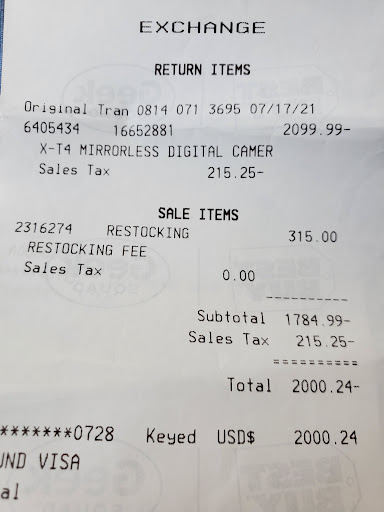 EXCHANGE
RETURN ITEMS
Original Tran 0814 071 3695 07/17/21
6405434 16652881 2099.99-
X-T4 MIRRORLESS DIGITAL CAMER
Sales Tax 215.25-
SALE ITEMS
2316274 RESTOCKING 315.00
RESTOCKING FEE
Sales Tax 0.00
----------
Subtotal 1784.99-
Sales Tax 215.25-
==========
Total 2000.24-
*******0728 Keyed USD$ 2000.24
UND VISA
al